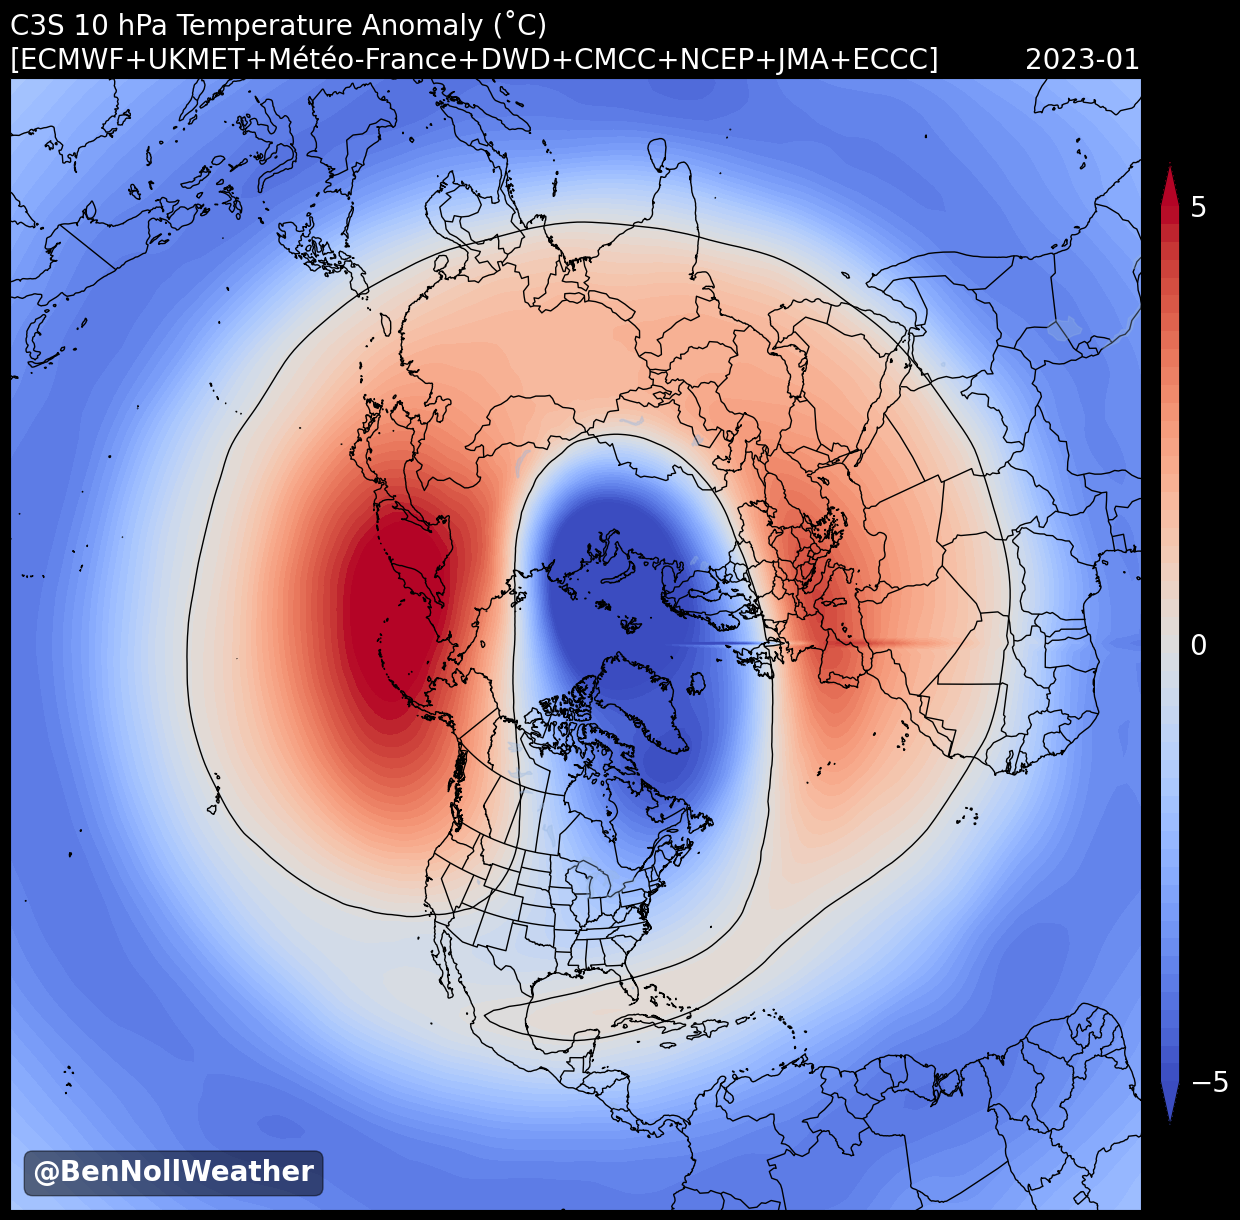 C3S 10 hPa Temperature Anomaly (˚C)
[ECMWF+UKMET+Météo-France+DWD+CMCC+NCEP+JMA+ECCC] 2023-01
5
0
−5
@BenNollWeather